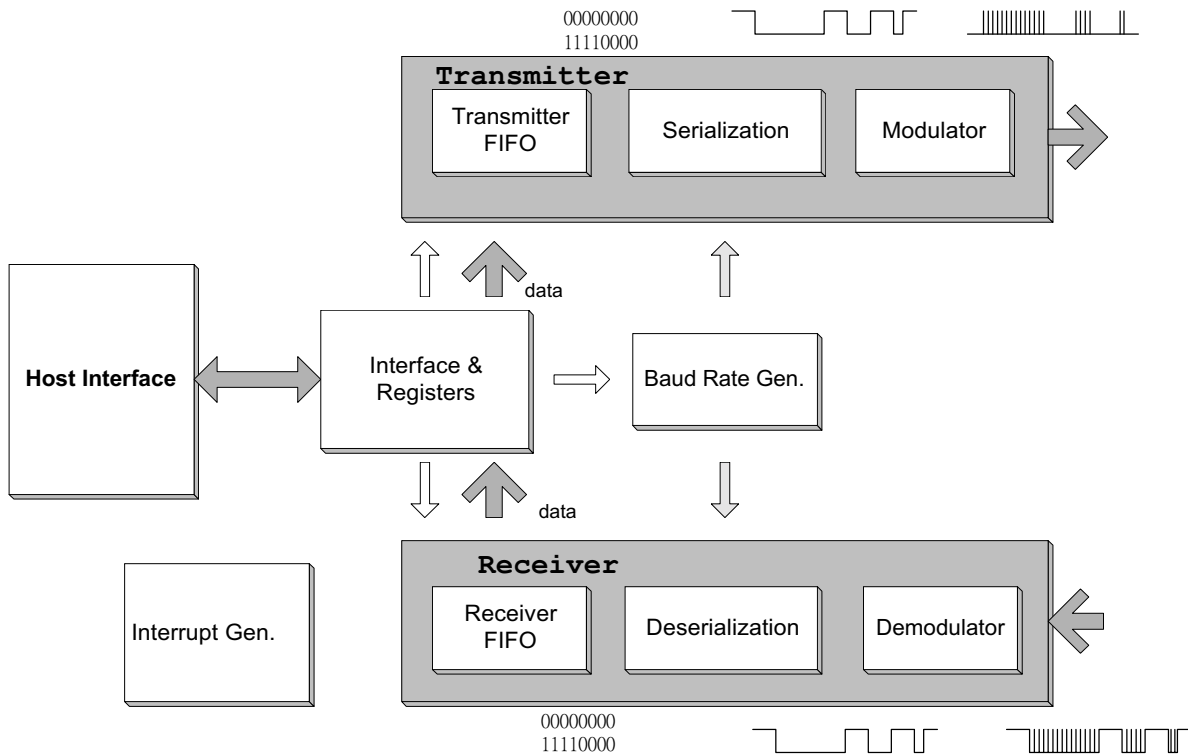 00000000
11110000
Transmitter
Transmitter
FIFO
Serialization
Modulator
data
Host Interface
Interface &
Registers
Baud Rate Gen.
data
Receiver
Interrupt Gen.
Receiver
FIFO
Deserialization
Demodulator
00000000
11110000